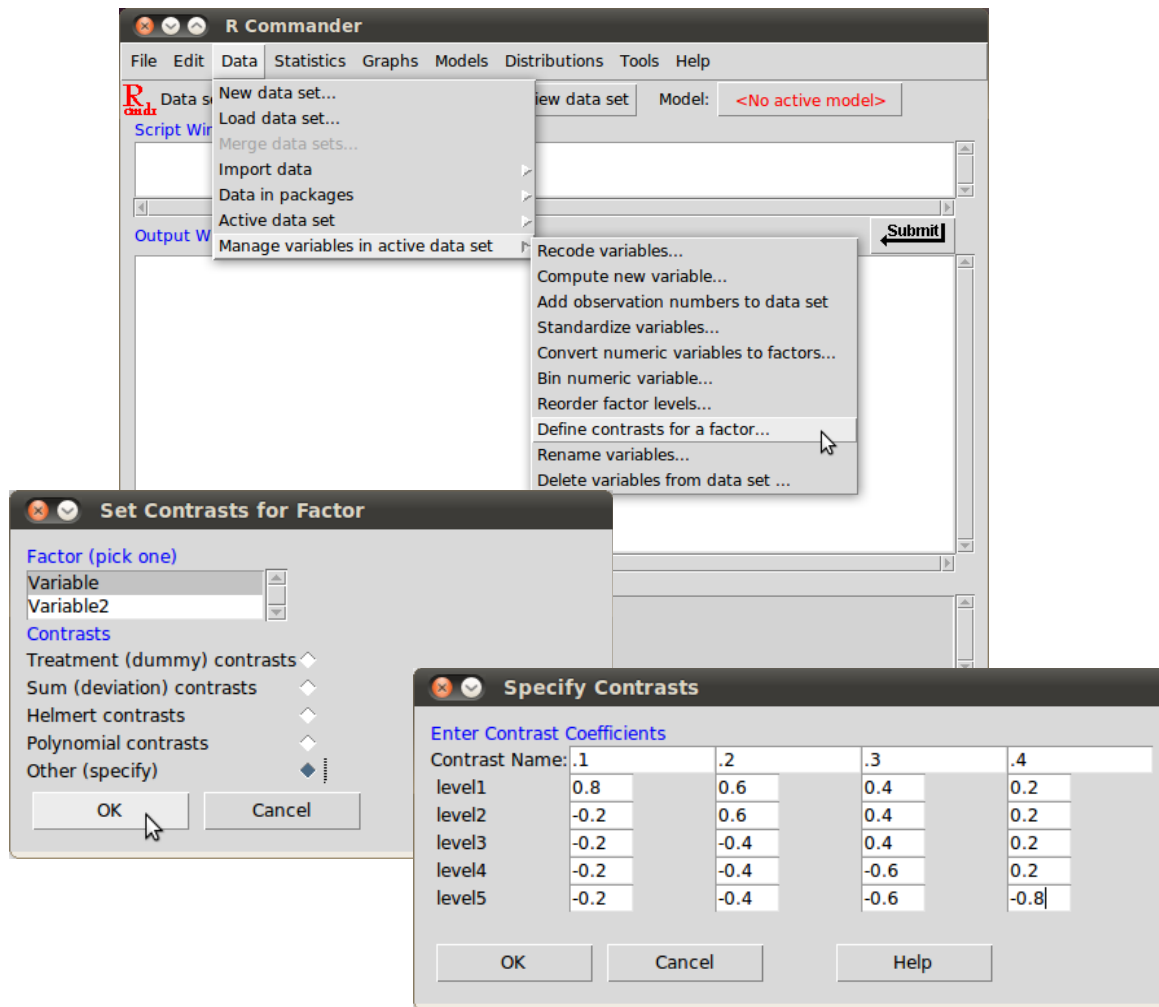 R Commander
File Edit Data Statistics Graphs Models Distributions Tools Help
R Cmdr Data s
New data set...
iew data set Model: <No active model>
Script Wi
Load data set...
Merge data sets...
Import data
Data in packages
Active data set
Manage variables in active data set
Output W
Submit
Recode variables...
Compute new variable...
Add observation numbers to data set
Standardize variables...
Convert numeric variables to factors...
Bin numeric variable...
Reorder factor levels...
Define contrasts for a factor...
Rename variables...
Delete variables from data set ...
Set Contrasts for Factor
Factor (pick one)
Variable
Variable2
Contrasts
Treatment (dummy) contrasts
Sum (deviation) contrasts
Helmert contrasts
Polynomial contrasts
Other (specify)
OK Cancel
Specify Contrasts
Enter Contrast Coefficients
Contrast Name: .1 .2 .3 .4
level1 0.8 0.6 0.4 0.2
level2 -0.2 0.6 0.4 0.2
level3 -0.2 -0.4 0.4 0.2
level4 -0.2 -0.4 -0.6 0.2
level5 -0.2 -0.4 -0.6 -0.8
OK Cancel Help